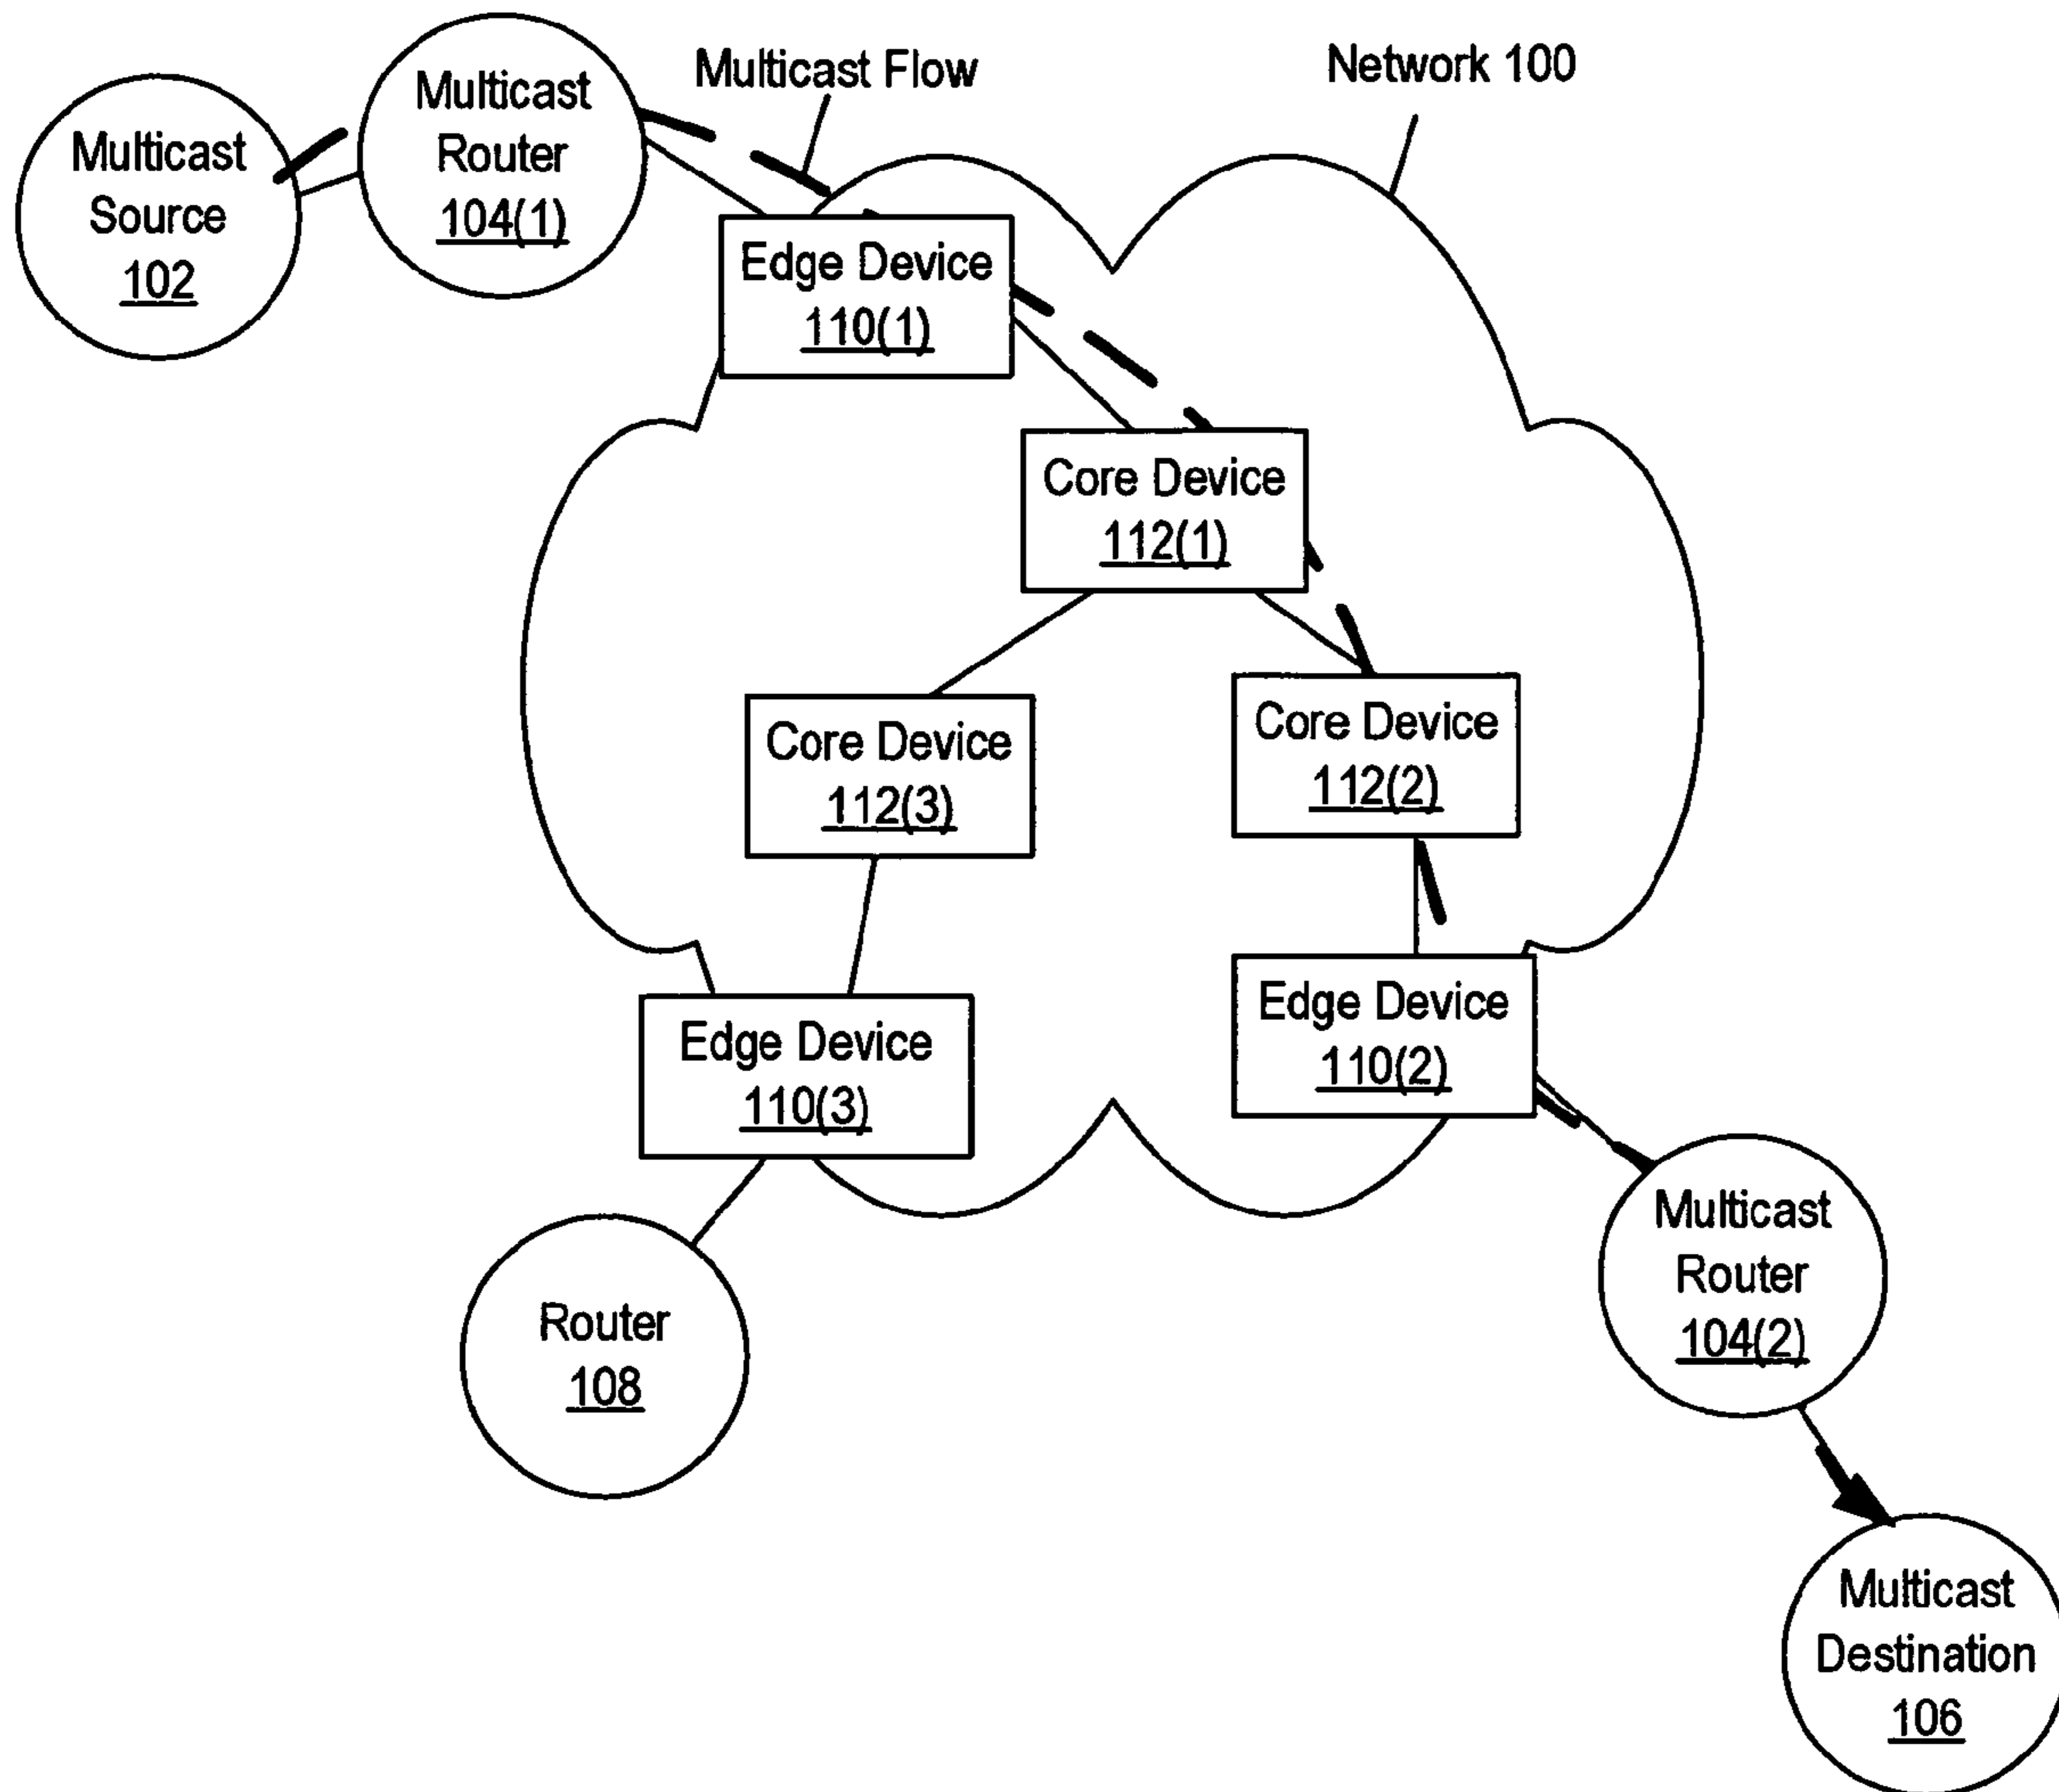 Multicast Flow
Network 100
Multicast
Router
104(1)
Multicast
Source
102
Edge Device
110(1)
Core Device
112(1)
Core Device
112(3)
Core Device
112(2)
Edge Device
110(3)
Edge Device
110(2)
Router
108
Multicast
Router
104(2)
Multicast
Destination
106